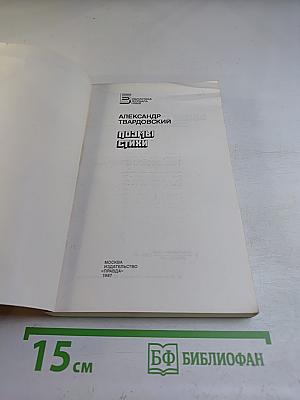 АЛЕКСАНДР
ТВАРДОВСКИЙ
ПОЭМЫ
СТИХИ
МОСКВА
ИЗДАТЕЛЬСТВО
«ПРАВДА»
1987
15 см
БФ БИБЛИОФАН